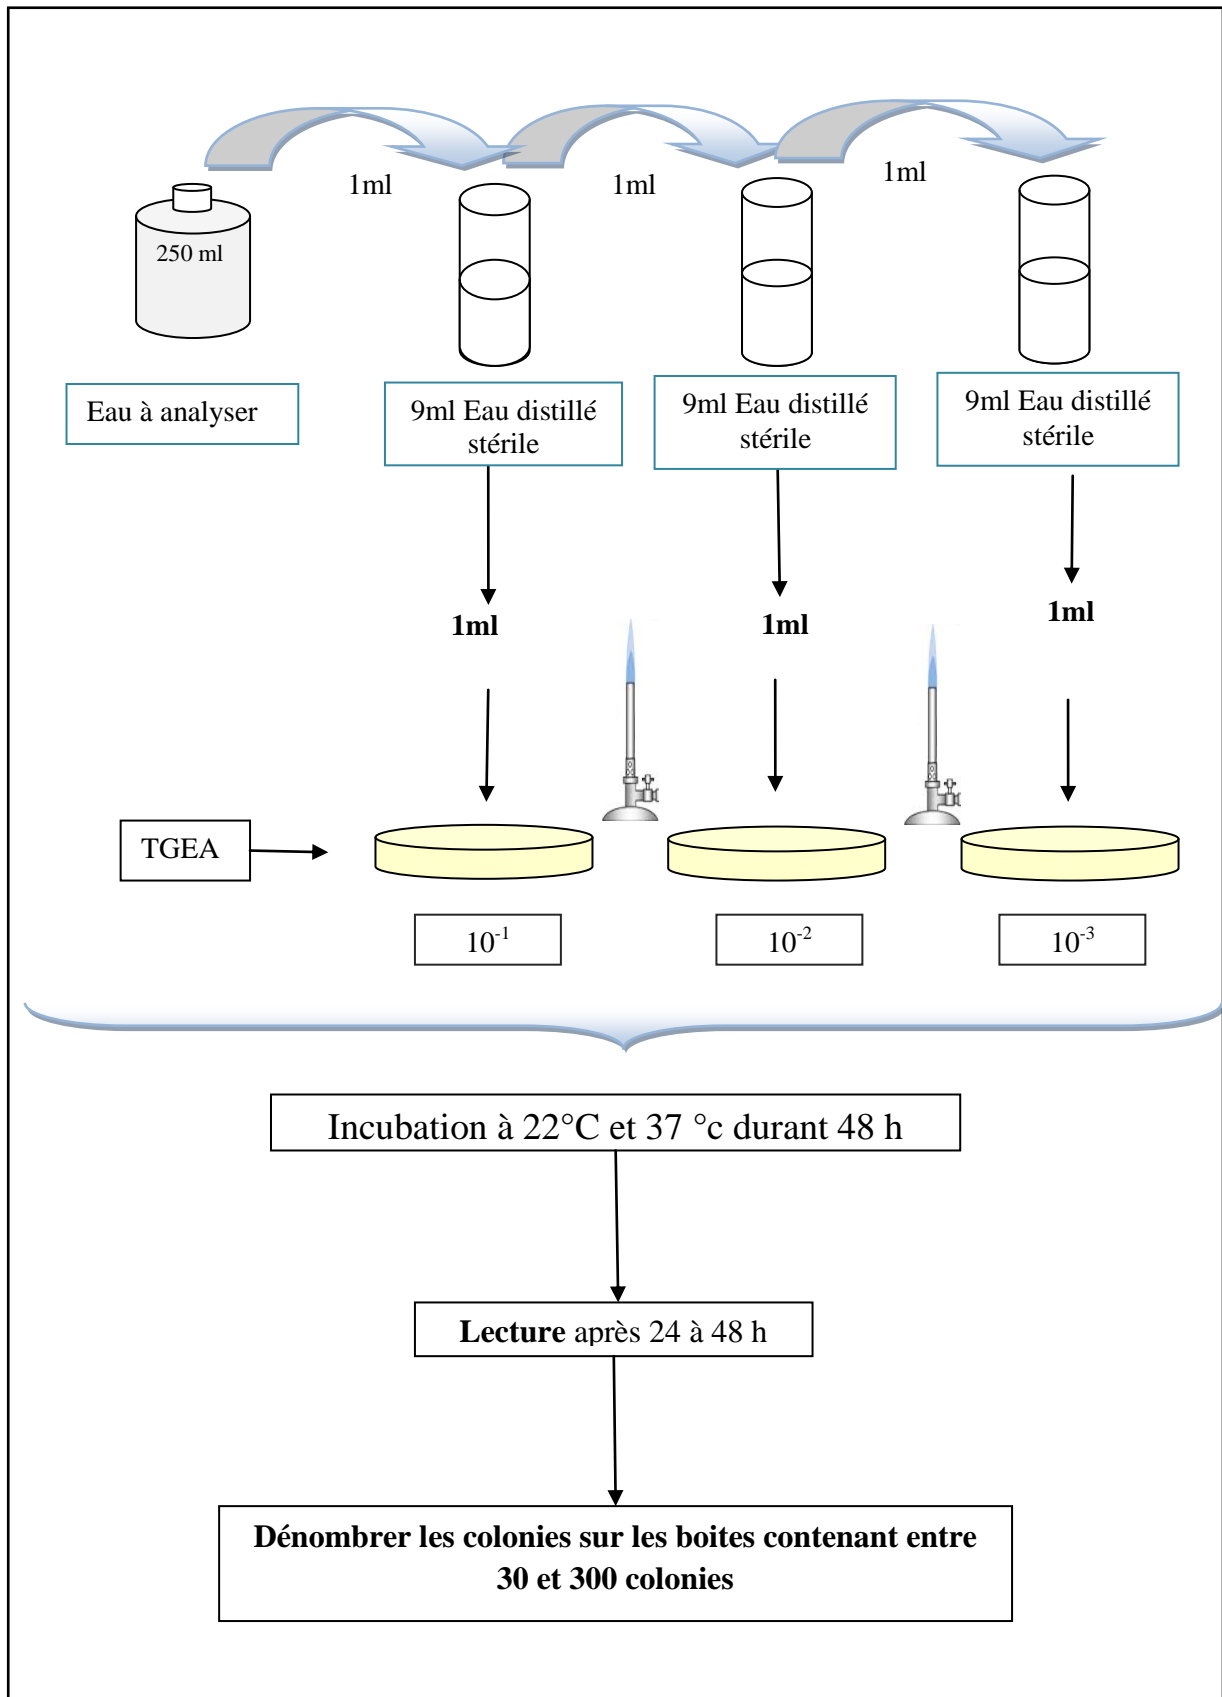 1ml
1ml
1ml
250 ml
Eau à analyser
9ml Eau distillé
stérile
9ml Eau distillé
stérile
9ml Eau distillé
stérile
1ml
1ml
1ml
TGEA
10⁻¹
10⁻²
10⁻³
Incubation à 22°C et 37 °c durant 48 h
Lecture après 24 à 48 h
Dénombrer les colonies sur les boites contenant entre
30 et 300 colonies